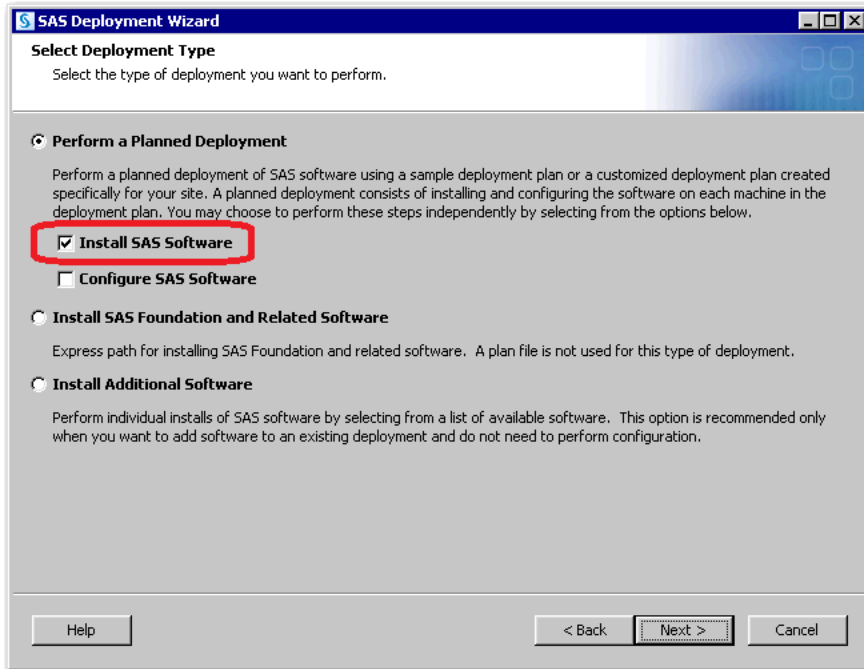 SAS Deployment Wizard
Select Deployment Type
Select the type of deployment you want to perform.
Perform a Planned Deployment
Perform a planned deployment of SAS software using a sample deployment plan or a customized deployment plan created
specifically for your site. A planned deployment consists of installing and configuring the software on each machine in the
deployment plan. You may choose to perform these steps independently by selecting from the options below.
Install SAS Software
Configure SAS Software
Install SAS Foundation and Related Software
Express path for installing SAS Foundation and related software. A plan file is not used for this type of deployment.
Install Additional Software
Perform individual installs of SAS software by selecting from a list of available software. This option is recommended only
when you want to add software to an existing deployment and do not need to perform configuration.
Help
< Back
Next >
Cancel